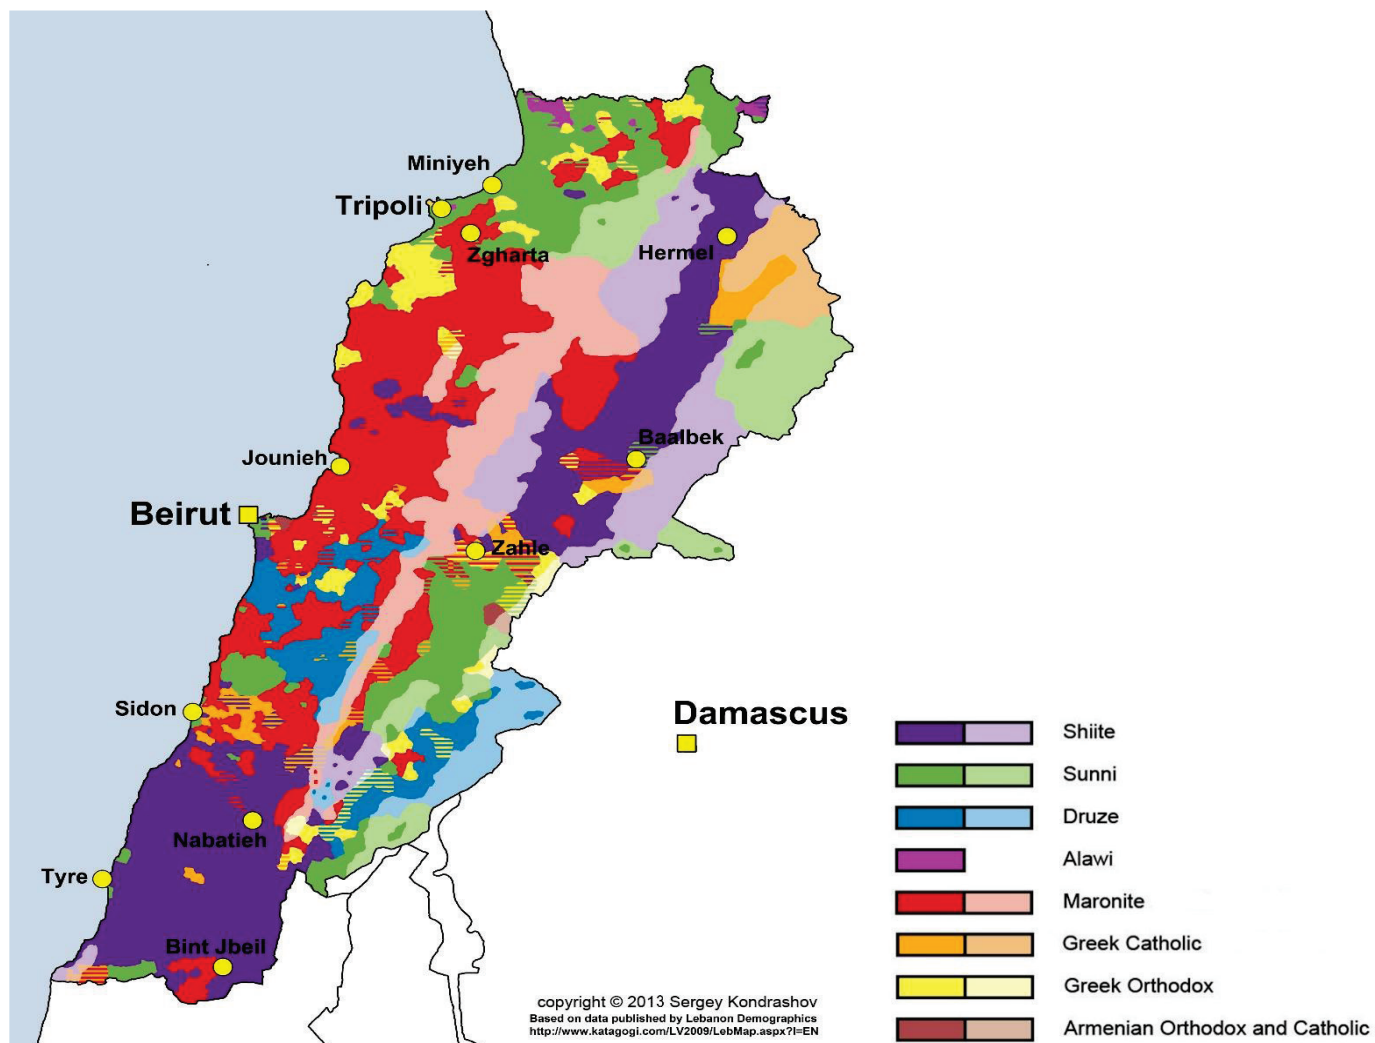 Miniyeh
Tripoli
Zgharta
Hermel
Baalbek
Jounieh
Beirut
Zahle
Sidon
Damascus
Nabatieh
Tyre
Bint Jbeil
Shiite
Sunni
Druze
Alawi
Maronite
Greek Catholic
Greek Orthodox
Armenian Orthodox and Catholic
copyright © 2013 Sergey Kondrashov
Based on data published by Lebanon Demographics
http://www.katagogi.com/LV2009/LebMap.aspx?l=EN